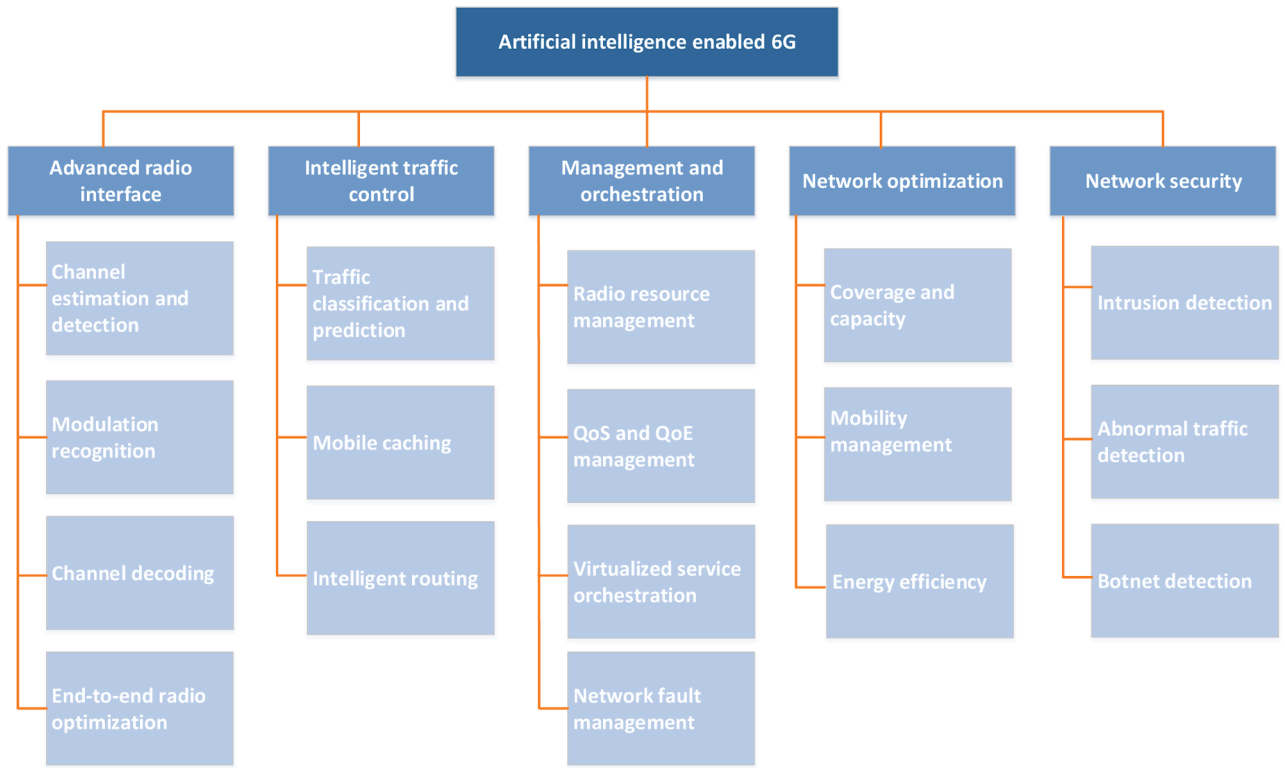 Artificial intelligence enabled 6G
Advanced radio
interface
Channel
estimation and
detection
Modulation
recognition
Channel decoding
End-to-end radio
optimization
Intelligent traffic
control
Traffic
classification and
prediction
Mobile caching
Intelligent routing
Management and
orchestration
Radio resource
management
QoS and QoE
management
Virtualized service
orchestration
Network fault
management
Network optimization
Coverage and
capacity
Mobility
management
Energy efficiency
Network security
Intrusion detection
Abnormal traffic
detection
Botnet detection